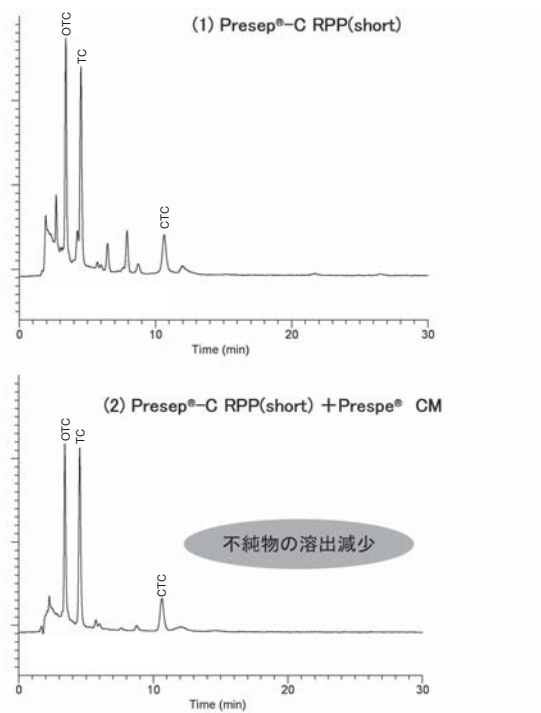 (1) Presep®-C RPP(short)
OTC
TC
CTC
0 10 20 30
Time (min)
(2) Presep®-C RPP(short) +Prespe® CM
OTC
TC
不純物の溶出減少
CTC
0 10 20 30
Time (min)